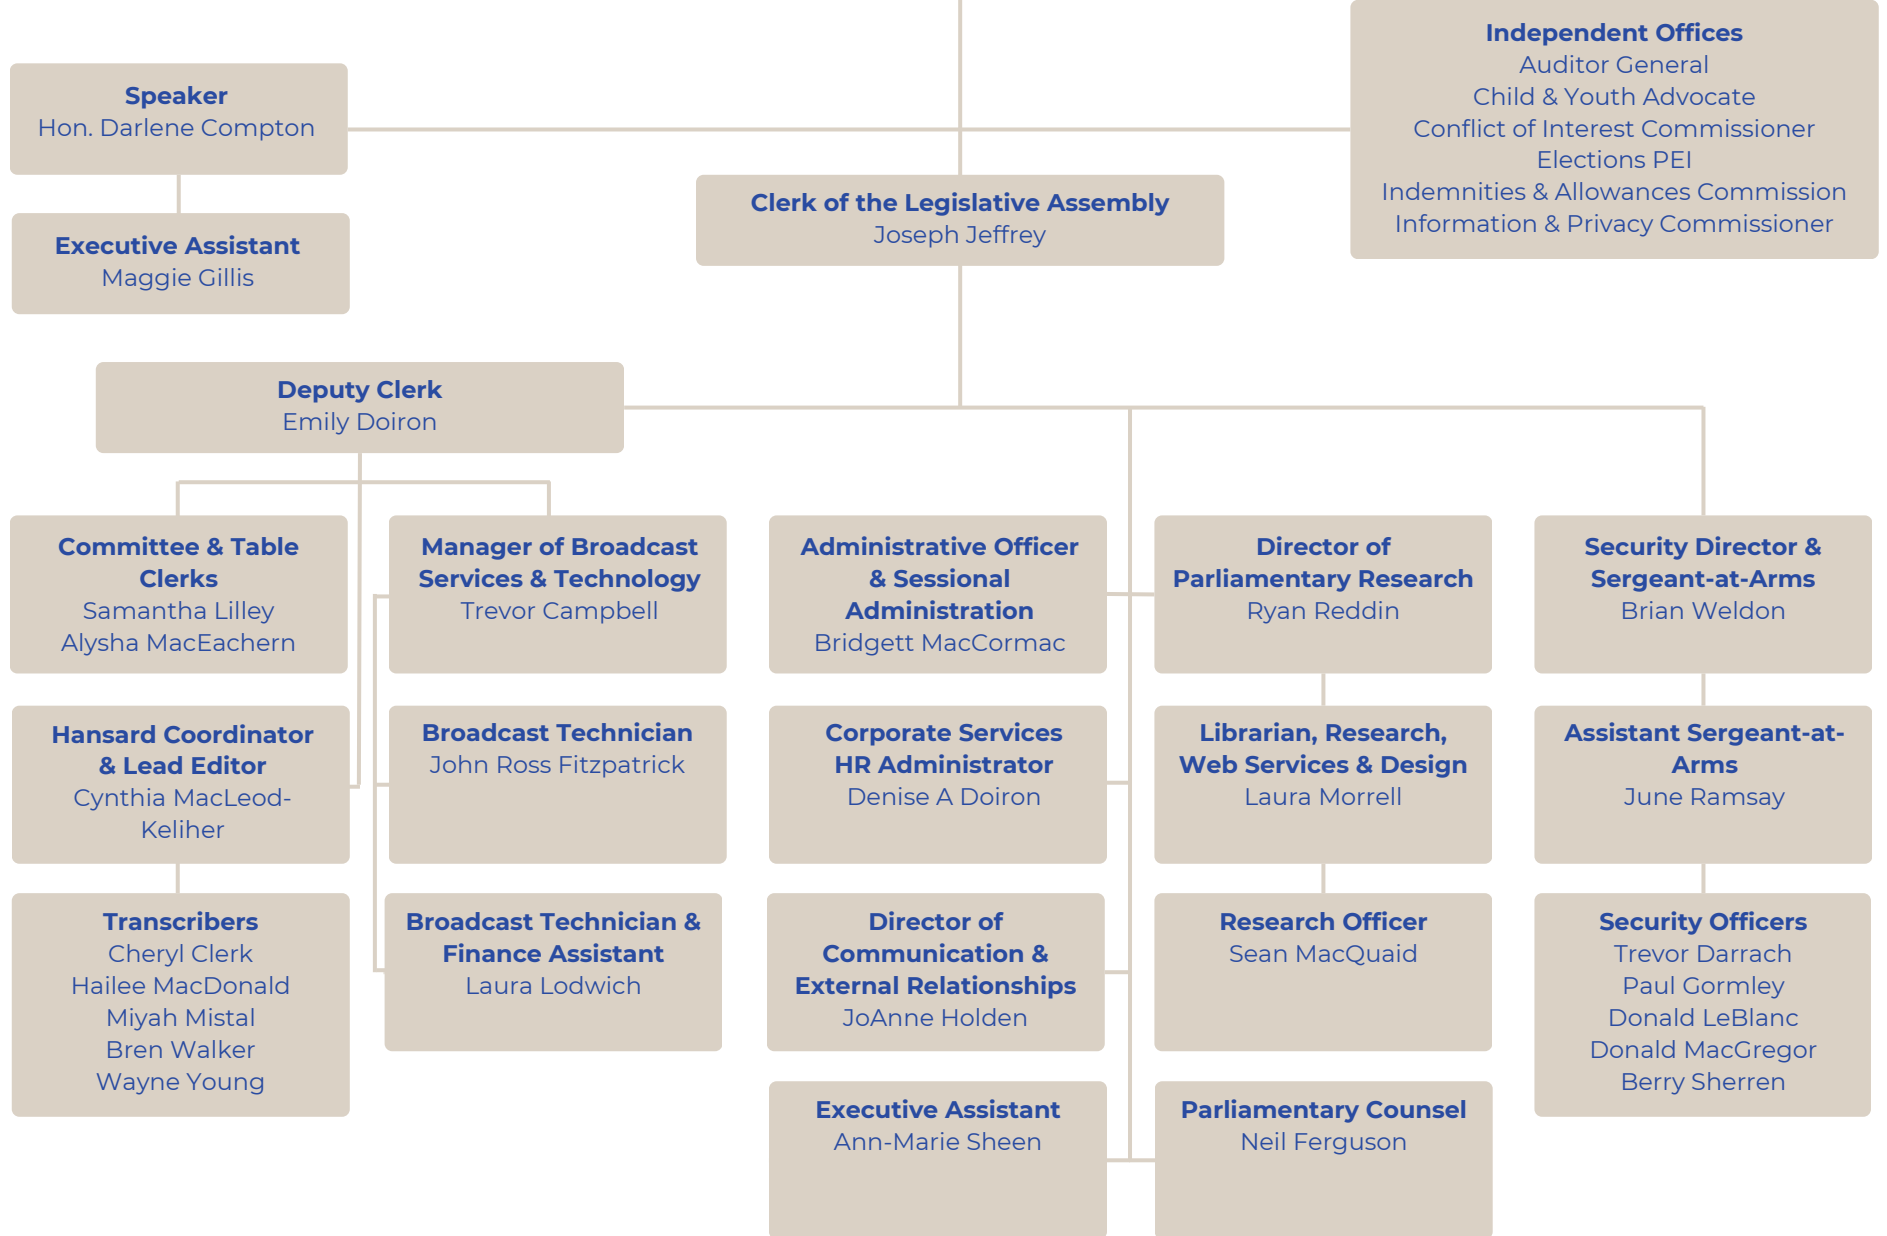 Independent Offices
Auditor General
Child & Youth Advocate
Conflict of Interest Commissioner
Elections PEI
Indemnities & Allowances Commission
Information & Privacy Commissioner
Speaker
Hon. Darlene Compton
Executive Assistant
Maggie Gillis
Clerk of the Legislative Assembly
Joseph Jeffrey
Deputy Clerk
Emily Doiron
Committee & Table
Clerks
Samantha Lilley
Alysha MacEachern
Manager of Broadcast
Services & Technology
Trevor Campbell
Administrative Officer
& Sessional
Administration
Bridgett MacCormac
Director of
Parliamentary Research
Ryan Reddin
Security Director &
Sergeant-at-Arms
Brian Weldon
Hansard Coordinator
& Lead Editor
Cynthia MacLeod-
Keliher
Broadcast Technician
John Ross Fitzpatrick
Corporate Services
HR Administrator
Denise A Doiron
Librarian, Research,
Web Services & Design
Laura Morrell
Assistant Sergeant-at-
Arms
June Ramsay
Transcribers
Cheryl Clerk
Hailee MacDonald
Miyah Mistal
Bren Walker
Wayne Young
Broadcast Technician &
Finance Assistant
Laura Lodwich
Director of
Communication &
External Relationships
JoAnne Holden
Research Officer
Sean MacQuaid
Security Officers
Trevor Darrach
Paul Gormley
Donald LeBlanc
Donald MacGregor
Berry Sherren
Executive Assistant
Ann-Marie Sheen
Parliamentary Counsel
Neil Ferguson